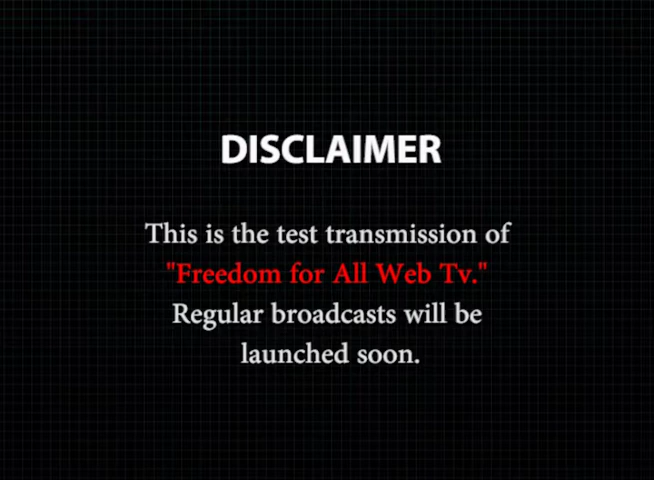 DISCLAIMER
This is the test transmission of
"Freedom for All Web Tv."
Regular broadcasts will be
launched soon.